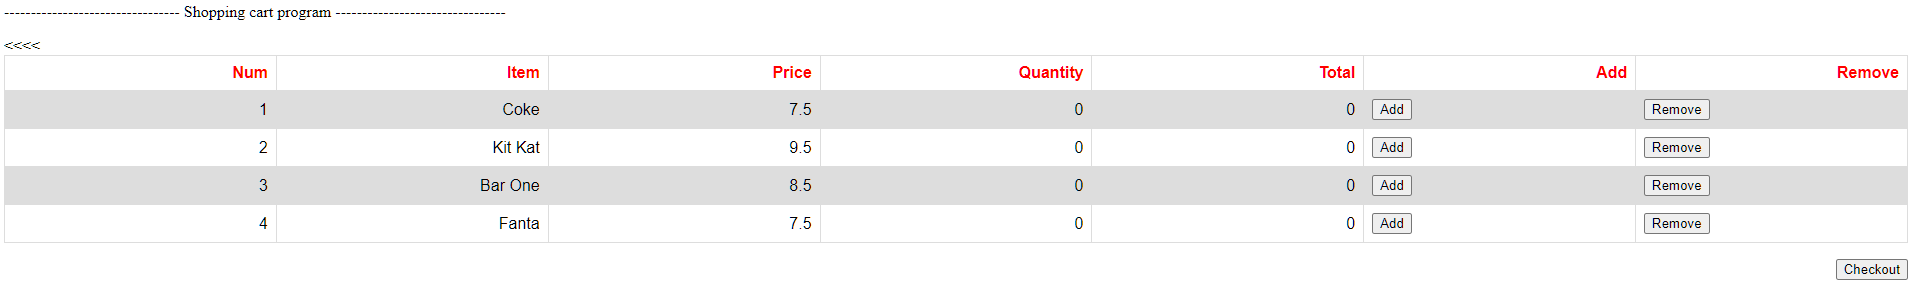 --------------------------------- Shopping cart program --------------------------------
<<<<
Num Item Price Quantity Total Add Remove
1 Coke 7.5 0 0 Add Remove
2 Kit Kat 9.5 0 0 Add Remove
3 Bar One 8.5 0 0 Add Remove
4 Fanta 7.5 0 0 Add Remove
Checkout